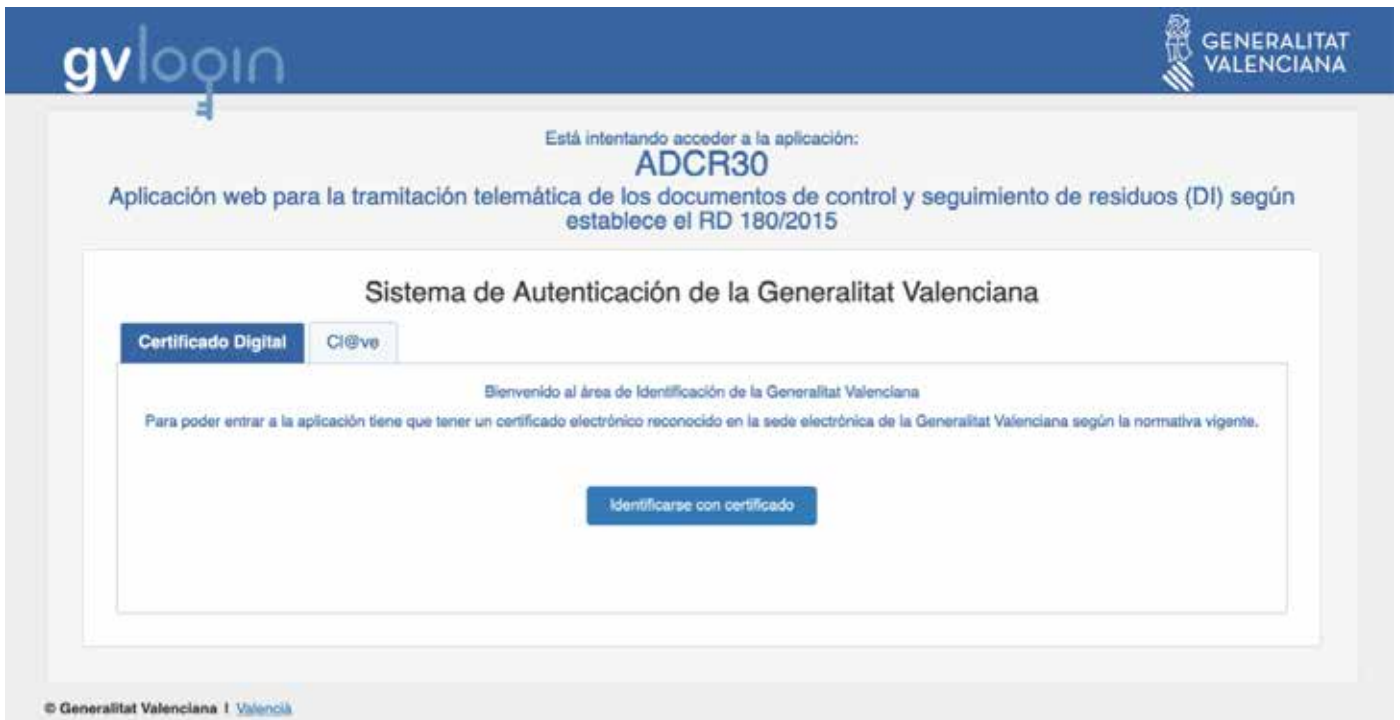 gvlogin
GENERALITAT
VALENCIANA
Está intentando acceder a la aplicación:
ADCR30
Aplicación web para la tramitación telemática de los documentos de control y seguimiento de residuos (DI) según
establece el RD 180/2015
Sistema de Autenticación de la Generalitat Valenciana
Certificado Digital Cl@ve
Bienvenido al área de Identificación de la Generalitat Valenciana
Para poder entrar a la aplicación tiene que tener un certificado electrónico reconocido en la sede electrónica de la Generalitat Valenciana según la normativa vigente.
Identificarse con certificado
© Generalitat Valenciana | Valencià